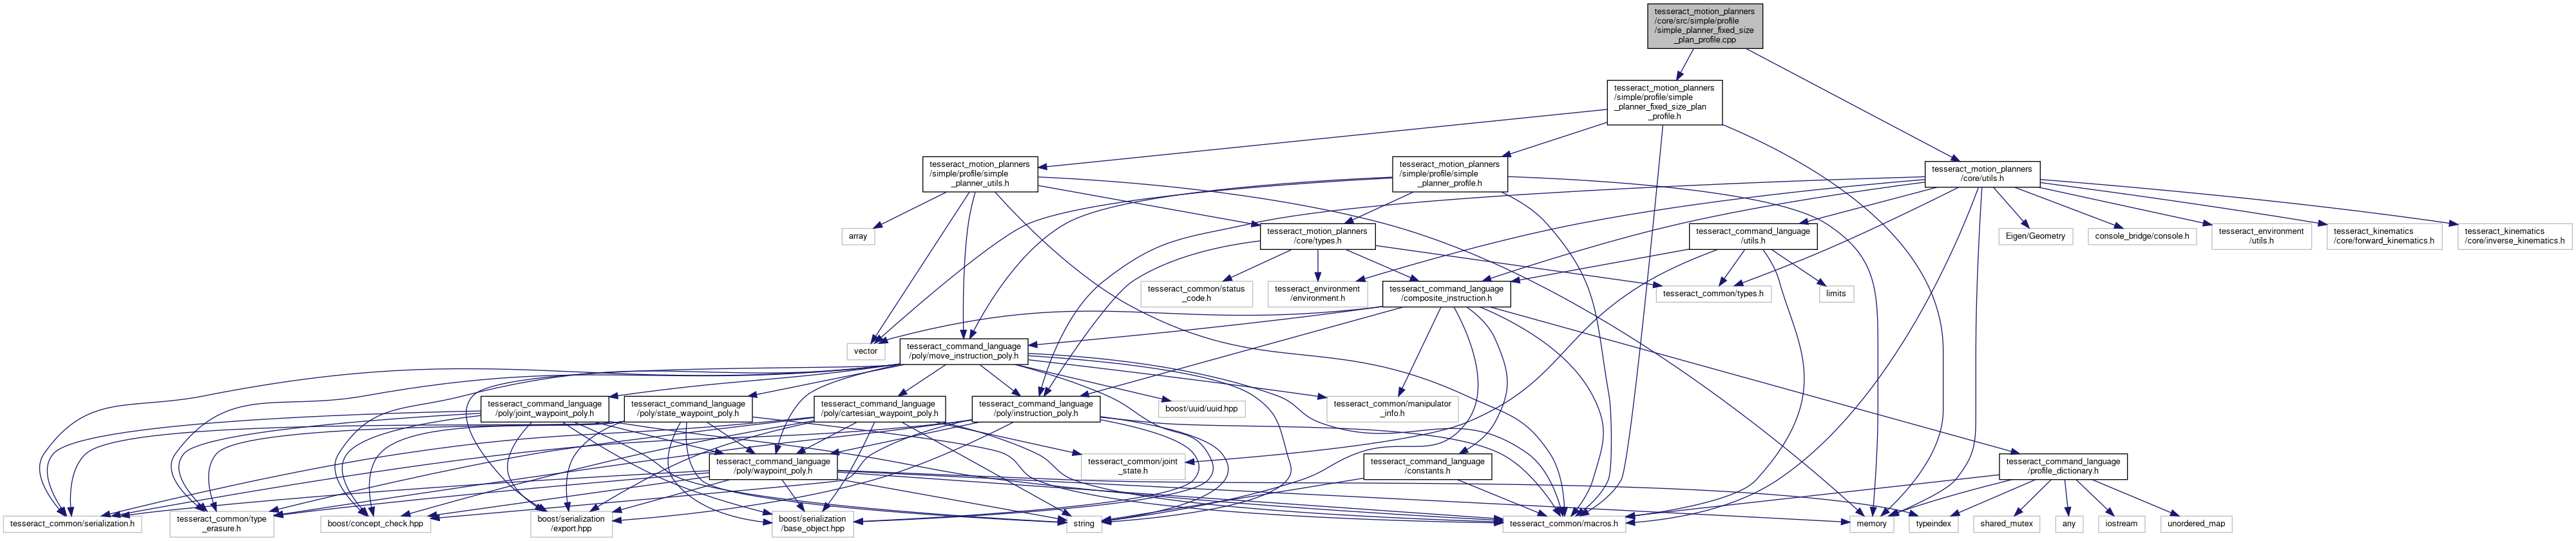 tesseract_motion_planners
/core/src/simple/profile
/simple_planner_fixed_size
_plan_profile.cpp
tesseract_motion_planners
/simple/profile/simple
_planner_fixed_size_plan
_profile.h
tesseract_motion_planners
/simple/profile/simple
_planner_utils.h
tesseract_motion_planners
/simple/profile/simple
_planner_profile.h
tesseract_motion_planners
/core/utils.h
array
tesseract_motion_planners
/core/types.h
tesseract_command_language
/utils.h
Eigen/Geometry
console_bridge/console.h
tesseract_environment
/utils.h
tesseract_kinematics
/core/forward_kinematics.h
tesseract_kinematics
/core/inverse_kinematics.h
tesseract_common/status
_code.h
tesseract_environment
/environment.h
tesseract_command_language
/composite_instruction.h
tesseract_common/types.h
limits
vector
tesseract_command_language
/poly/move_instruction_poly.h
tesseract_command_language
/poly/joint_waypoint_poly.h
tesseract_command_language
/poly/state_waypoint_poly.h
tesseract_command_language
/poly/cartesian_waypoint_poly.h
tesseract_command_language
/poly/instruction_poly.h
boost/uuid/uuid.hpp
tesseract_common/manipulator
_info.h
tesseract_command_language
/poly/waypoint_poly.h
tesseract_common/joint
_state.h
tesseract_command_language
/constants.h
tesseract_command_language
/profile_dictionary.h
tesseract_common/serialization.h
tesseract_common/type
_erasure.h
boost/concept_check.hpp
boost/serialization
/export.hpp
boost/serialization
/base_object.hpp
string
tesseract_common/macros.h
memory
typeindex
shared_mutex
any
iostream
unordered_map